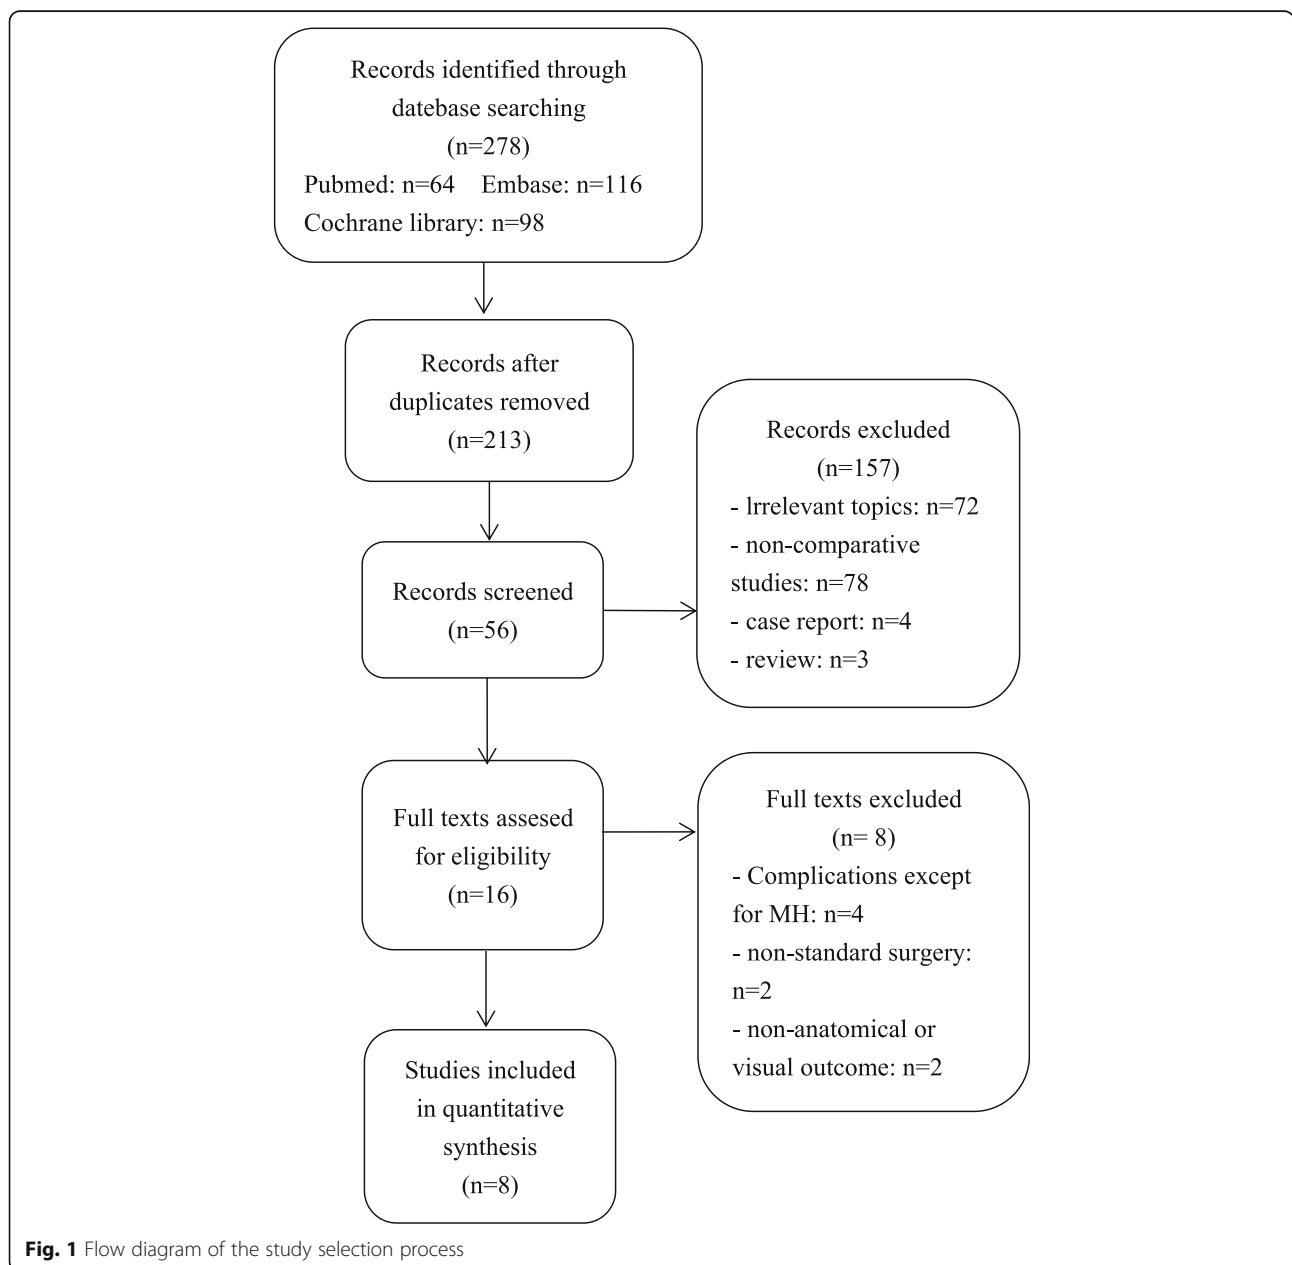 Records identified through
datebase searching
(n=278)
Pubmed: n=64 Embase: n=116
Cochrane library: n=98
Records after
duplicates removed
(n=213)
Records excluded
(n=157)
- lrrelevant topics: n=72
- non-comparative
studies: n=78
- case report: n=4
- review: n=3
Records screened
(n=56)
Full texts assesed
for eligibility
(n=16)
Full texts excluded
(n= 8)
- Complications except
for MH: n=4
- non-standard surgery:
n=2
- non-anatomical or
visual outcome: n=2
Studies included
in quantitative
synthesis
(n=8)
Fig. 1 Flow diagram of the study selection process